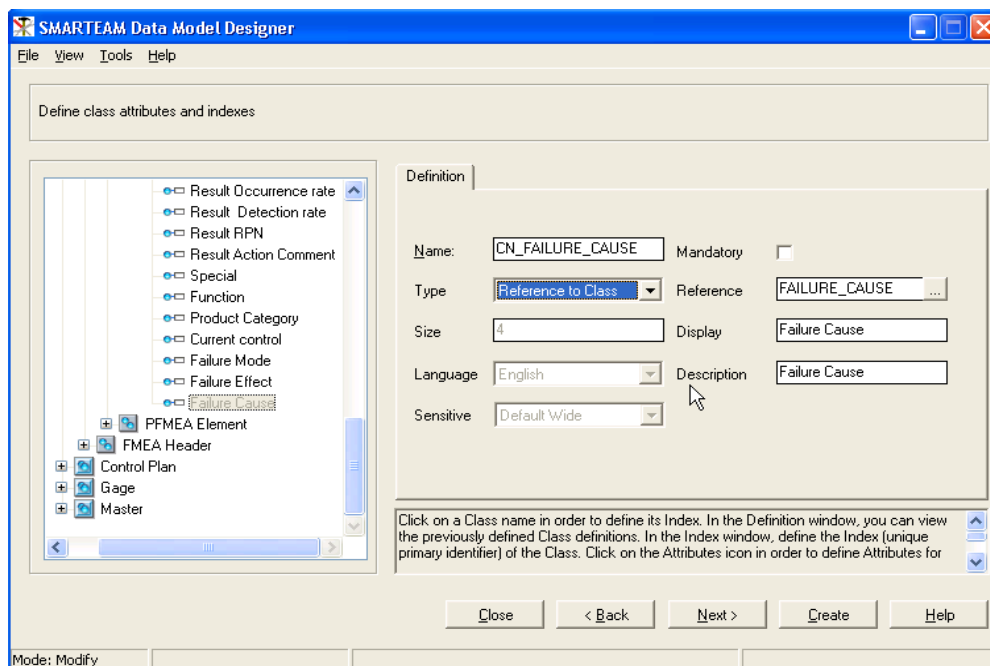 SMARTEAM Data Model Designer
File View Tools Help
Define class attributes and indexes
Result Occurrence rate
Result Detection rate
Result RPN
Result Action Comment
Special
Function
Product Category
Current control
Failure Mode
Failure Effect
Failure Cause
PFMEA Element
FMEA Header
Control Plan
Gage
Master
Definition
Name: CN_FAILURE_CAUSE Mandatory
Type Reference to Class Reference FAILURE_CAUSE ...
Size 4 Display Failure Cause
Language English Description Failure Cause
Sensitive Default Wide
Click on a Class name in order to define its Index. In the Definition window, you can view
the previously defined Class definitions. In the Index window, define the Index (unique
primary identifier) of the Class. Click on the Attributes icon in order to define Attributes for
Close < Back Next > Create Help
Mode: Modify